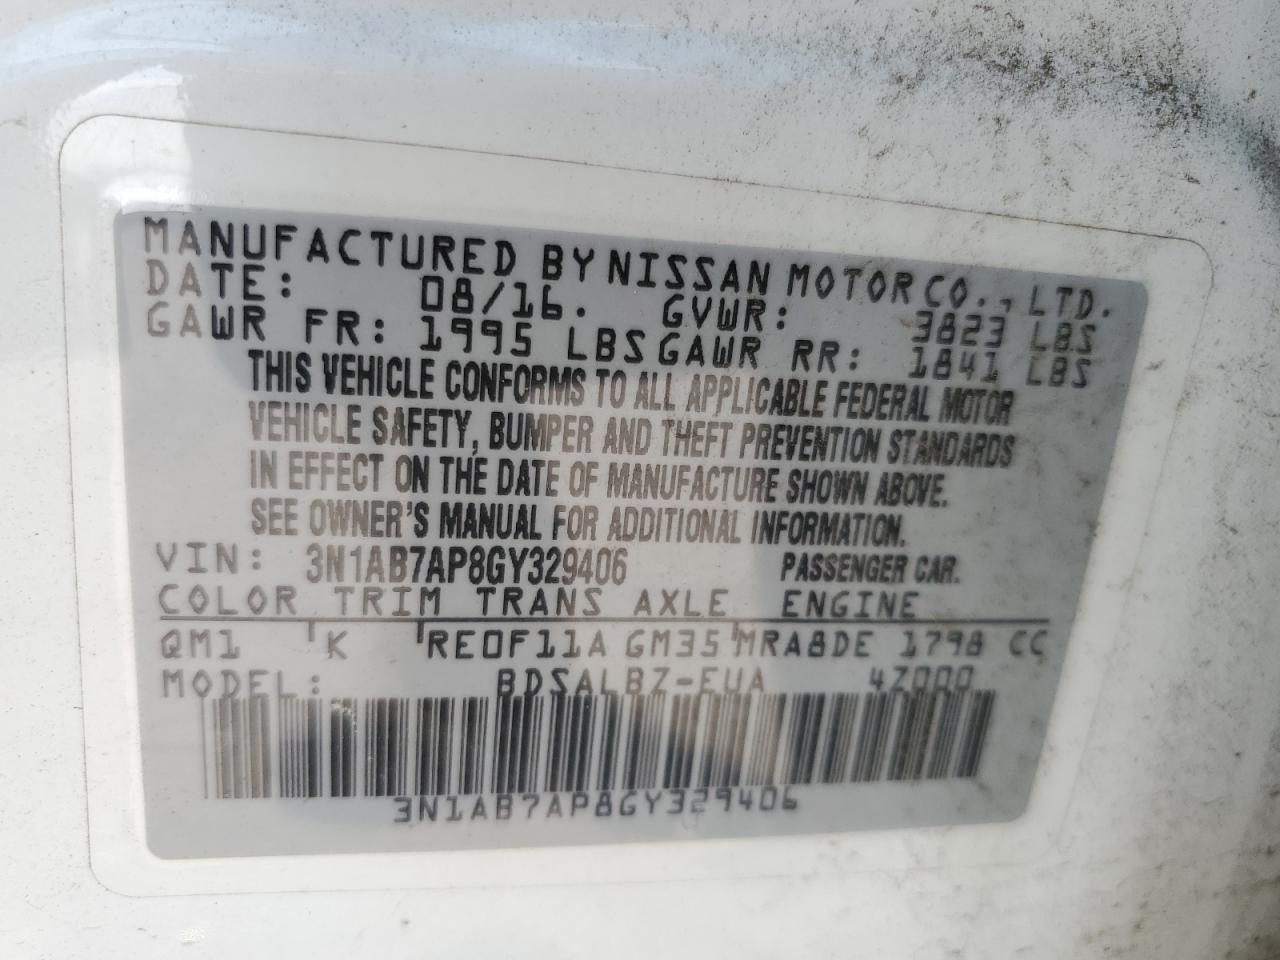 MANUFACTURED BY NISSAN MOTOR CO., LTD.
DATE: 08/16. GVWR: 3823 LBS
GAWR FR: 1995 LBS GAWR RR: 1841 LBS
THIS VEHICLE CONFORMS TO ALL APPLICABLE FEDERAL MOTOR
VEHICLE SAFETY, BUMPER AND THEFT PREVENTION STANDARDS
IN EFFECT ON THE DATE OF MANUFACTURE SHOWN ABOVE.
SEE OWNER'S MANUAL FOR ADDITIONAL INFORMATION.
VIN: 3N1AB7AP8GY329406 PASSENGER CAR.
COLOR TRIM TRANS AXLE ENGINE
QM1 K RE0F11A GM35 MRA8DE 1798 CC
MODEL: BDSALBZ-EUA 4Z000
3N1AB7AP8GY329406